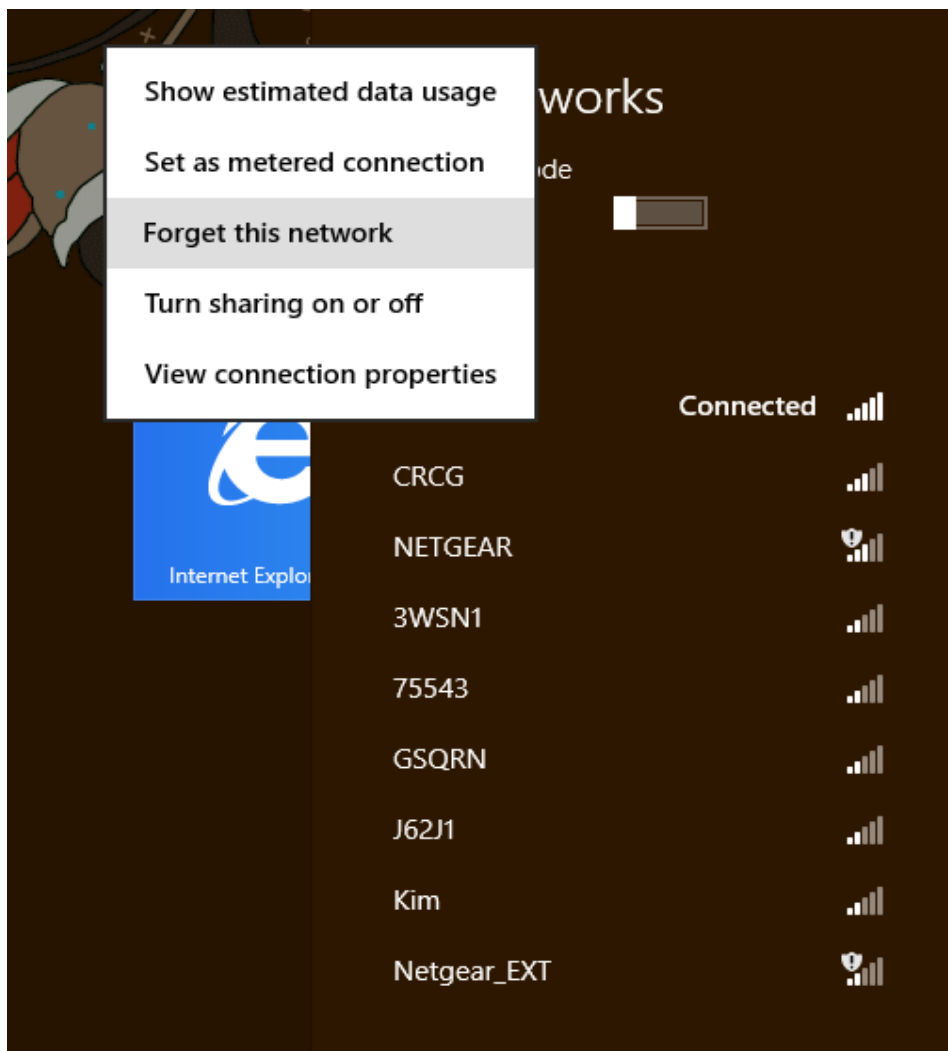 Show estimated data usage
Set as metered connection
Forget this network
Turn sharing on or off
View connection properties
works
ode
Connected
CRCG
NETGEAR
3WSN1
75543
GSQRN
J62J1
Kim
Netgear_EXT
Internet Explo